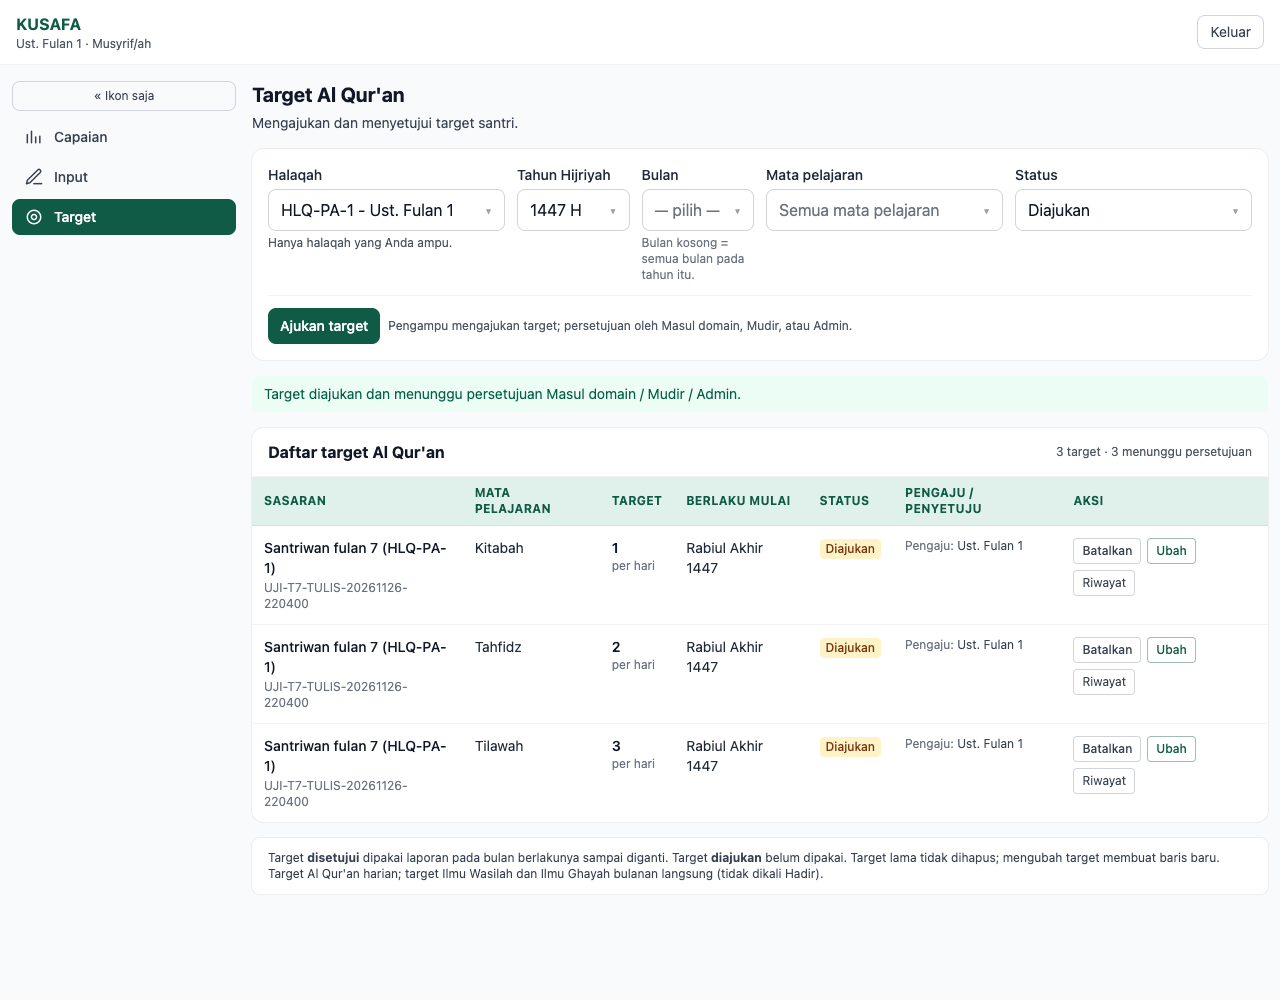 KUSAFA
Ust. Fulan 1 · Musyrif/ah
Keluar
« Ikon saja
Capaian
Input
Target
Target Al Qur'an
Mengajukan dan menyetujui target santri.
Halaqah
Tahun Hijriyah
Bulan
Mata pelajaran
Status
HLQ-PA-1 - Ust. Fulan 1
1447 H
— pilih —
Semua mata pelajaran
Diajukan
Hanya halaqah yang Anda ampu.
Bulan kosong =
semua bulan pada
tahun itu.
Ajukan target
Pengampu mengajukan target; persetujuan oleh Masul domain, Mudir, atau Admin.
Target diajukan dan menunggu persetujuan Masul domain / Mudir / Admin.
Daftar target Al Qur'an
3 target · 3 menunggu persetujuan
SASARAN
MATA
PELAJARAN
TARGET
BERLAKU MULAI
STATUS
PENGAJU /
PENYETUJU
AKSI
Santriwan fulan 7 (HLQ-PA-
1)
UJI-T7-TULIS-20261126-
220400
Kitabah
1
per hari
Rabiul Akhir
1447
Diajukan
Pengaju: Ust. Fulan 1
Batalkan
Ubah
Riwayat
Santriwan fulan 7 (HLQ-PA-
1)
UJI-T7-TULIS-20261126-
220400
Tahfidz
2
per hari
Rabiul Akhir
1447
Diajukan
Pengaju: Ust. Fulan 1
Batalkan
Ubah
Riwayat
Santriwan fulan 7 (HLQ-PA-
1)
UJI-T7-TULIS-20261126-
220400
Tilawah
3
per hari
Rabiul Akhir
1447
Diajukan
Pengaju: Ust. Fulan 1
Batalkan
Ubah
Riwayat
Target disetujui dipakai laporan pada bulan berlakunya sampai diganti. Target diajukan belum dipakai. Target lama tidak dihapus; mengubah target membuat baris baru.
Target Al Qur'an harian; target Ilmu Wasilah dan Ilmu Ghayah bulanan langsung (tidak dikali Hadir).